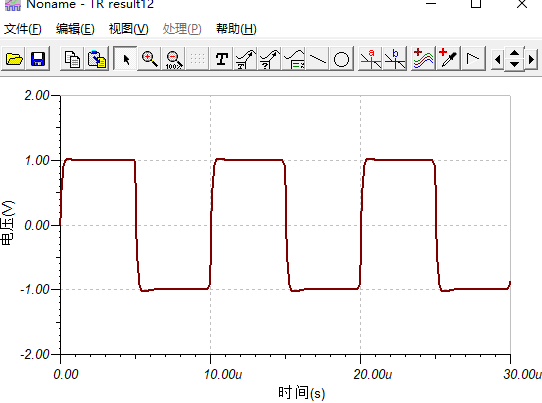 Noname - TR result12
文件(F) 编辑(E) 视图(V) 处理(P) 帮助(H)
T 100% a b
2.00
1.00
0.00
-1.00
-2.00
电压(V)
0.00 10.00u 20.00u 30.00u
时间(s)